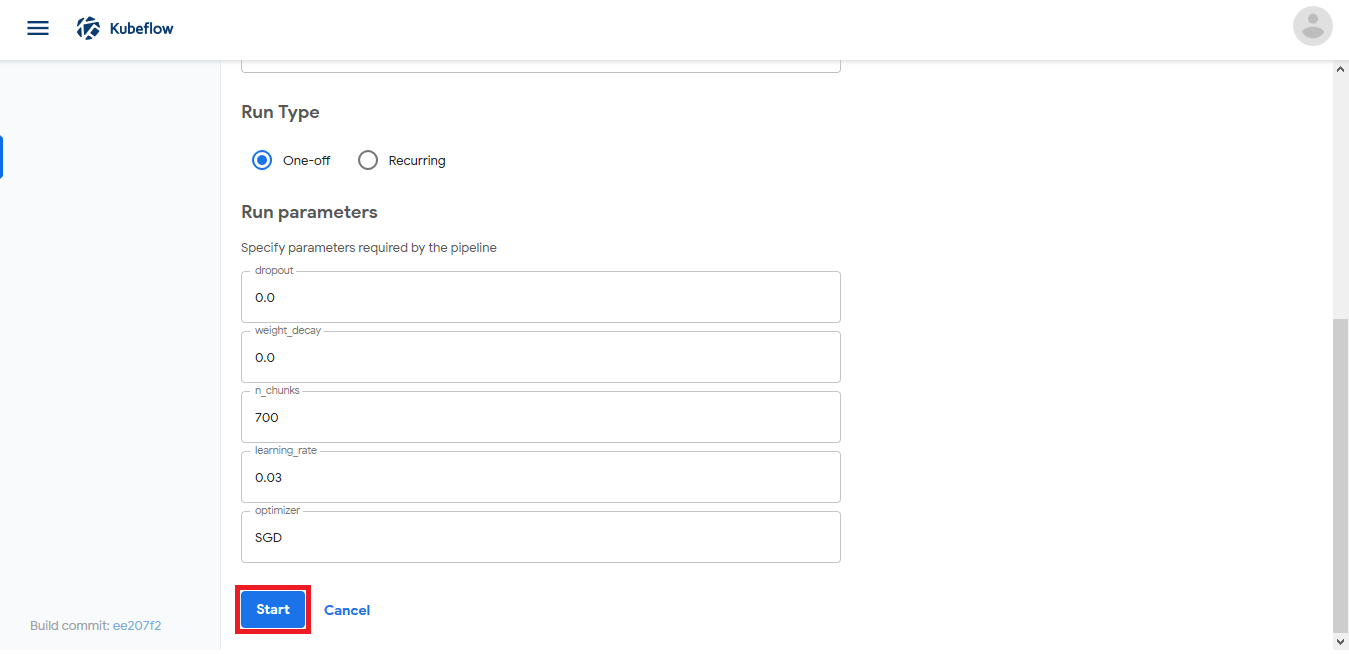 Kubeflow
Run Type
One-off Recurring
Run parameters
Specify parameters required by the pipeline
dropout
0.0
weight_decay
0.0
n_chunks
700
learning_rate
0.03
optimizer
SGD
Start Cancel
Build commit: ee207f2